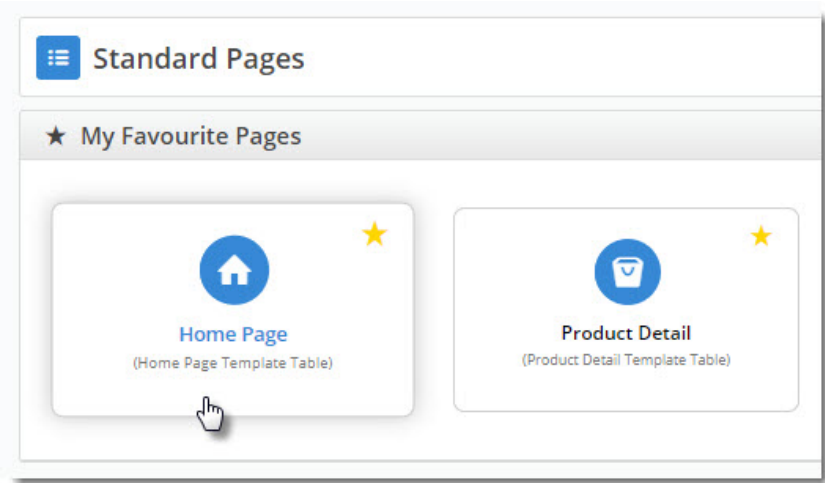 Standard Pages
My Favourite Pages
Home Page
(Home Page Template Table)
Product Detail
(Product Detail Template Table)